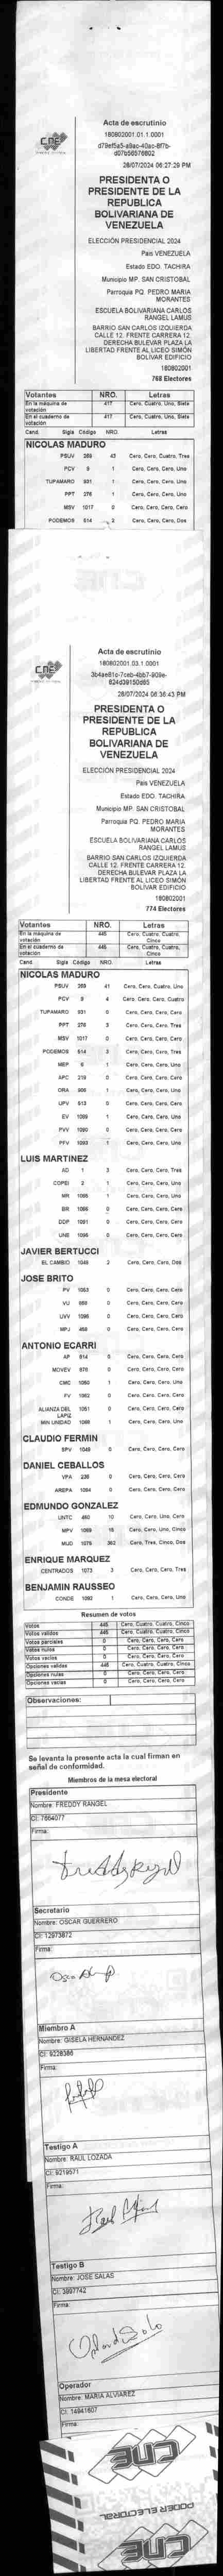 Acta de escrutinio
180802001.01.1.0001
CNE
d79ef5a5-a9ac-40ac-8f7b-
d07b56576802
28/07/2024 06:27:29 PM
PRESIDENTA O
PRESIDENTE DE LA
REPUBLICA
BOLIVARIANA DE
VENEZUELA
ELECCIÓN PRESIDENCIAL 2024
Pais VENEZUELA
Estado EDO. TACHIRA
Municipio MP. SAN CRISTOBAL
Parroquia PQ. PEDRO MARIA
MORANTES
ESCUELA BOLIVARIANA CARLOS
RANGEL LAMUS
BARRIO SAN CARLOS IZQUIERDA
CALLE 12. FRENTE CARRERA 12.
DERECHA BULEVAR PLAZA LA
LIBERTAD FRENTE AL LICEO SIMÓN
BOLIVAR EDIFICIO
180802001
768 Electores
Votantes NRO. Letras
En la máquina de votación 417 Cero, Cuatro, Uno, Siete
En el cuaderno de votación 417 Cero, Cuatro, Uno, Siete
Cand. Sigla Código NRO. Letras
NICOLAS MADURO
PSUV 269 43 Cero, Cero, Cuatro, Tres
PCV 9 1 Cero, Cero, Cero, Uno
TUPAMARO 931 1 Cero, Cero, Cero, Uno
PPT 276 1 Cero, Cero, Cero, Uno
MSV 1017 0 Cero, Cero, Cero, Cero
PODEMOS 514 2 Cero, Cero, Cero, Dos
Acta de escrutinio
180802001.03.1.0001
CNE
3b4ae81c-7ceb-4bb7-909e-
824d39150d65
28/07/2024 06:36:43 PM
PRESIDENTA O
PRESIDENTE DE LA
REPUBLICA
BOLIVARIANA DE
VENEZUELA
ELECCIÓN PRESIDENCIAL 2024
Pais VENEZUELA
Estado EDO. TACHIRA
Municipio MP. SAN CRISTOBAL
Parroquia PQ. PEDRO MARIA
MORANTES
ESCUELA BOLIVARIANA CARLOS
RANGEL LAMUS
BARRIO SAN CARLOS IZQUIERDA
CALLE 12. FRENTE CARRERA 12.
DERECHA BULEVAR PLAZA LA
LIBERTAD FRENTE AL LICEO SIMÓN
BOLIVAR EDIFICIO
180802001
774 Electores
Votantes NRO. Letras
En la máquina de votación 445 Cero, Cuatro, Cuatro, Cinco
En el cuaderno de votación 445 Cero, Cuatro, Cuatro, Cinco
Cand. Sigla Código NRO. Letras
NICOLAS MADURO
PSUV 269 41 Cero, Cero, Cuatro, Uno
PCV 9 4 Cero, Cero, Cero, Cuatro
TUPAMARO 931 0 Cero, Cero, Cero, Cero
PPT 276 3 Cero, Cero, Cero, Tres
MSV 1017 0 Cero, Cero, Cero, Cero
PODEMOS 514 3 Cero, Cero, Cero, Tres
MEP 6 1 Cero, Cero, Cero, Uno
APC 219 0 Cero, Cero, Cero, Cero
ORA 906 1 Cero, Cero, Cero, Uno
UPV 513 0 Cero, Cero, Cero, Cero
EV 1089 1 Cero, Cero, Cero, Uno
PVV 1090 0 Cero, Cero, Cero, Cero
PFV 1093 1 Cero, Cero, Cero, Uno
LUIS MARTINEZ
AD 1 3 Cero, Cero, Cero, Tres
COPEI 2 1 Cero, Cero, Cero, Uno
MR 1065 1 Cero, Cero, Cero, Uno
BR 1066 0 Cero, Cero, Cero, Cero
DDP 1091 0 Cero, Cero, Cero, Cero
UNE 1095 0 Cero, Cero, Cero, Cero
JAVIER BERTUCCI
EL CAMBIO 1048 2 Cero, Cero, Cero, Dos
JOSE BRITO
PV 1053 0 Cero, Cero, Cero, Cero
VU 868 0 Cero, Cero, Cero, Cero
UVV 1096 0 Cero, Cero, Cero, Cero
MPJ 468 0 Cero, Cero, Cero, Cero
ANTONIO ECARRI
AP 814 0 Cero, Cero, Cero, Cero
MOVEV 876 0 Cero, Cero, Cero, Cero
CMC 1050 1 Cero, Cero, Cero, Uno
FV 1062 0 Cero, Cero, Cero, Cero
ALIANZA DEL LAPIZ 1061 0 Cero, Cero, Cero, Cero
MIN UNIDAD 1086 1 Cero, Cero, Cero, Uno
CLAUDIO FERMIN
SPV 1049 0 Cero, Cero, Cero, Cero
DANIEL CEBALLOS
VPA 236 0 Cero, Cero, Cero, Cero
AREPA 1084 0 Cero, Cero, Cero, Cero
EDMUNDO GONZALEZ
UNTC 460 10 Cero, Cero, Uno, Cero
MPV 1069 15 Cero, Cero, Uno, Cinco
MUD 1075 352 Cero, Tres, Cinco, Dos
ENRIQUE MARQUEZ
CENTRADOS 1073 3 Cero, Cero, Cero, Tres
BENJAMIN RAUSSEO
CONDE 1092 1 Cero, Cero, Cero, Uno
Resumen de votos
Votos 445 Cero, Cuatro, Cuatro, Cinco
Votos válidos 445 Cero, Cuatro, Cuatro, Cinco
Votos parciales 0 Cero, Cero, Cero, Cero
Votos nulos 0 Cero, Cero, Cero, Cero
Votos vacíos 0 Cero, Cero, Cero, Cero
Opciones validas 445 Cero, Cuatro, Cuatro, Cinco
Opciones nulas 0 Cero, Cero, Cero, Cero
Opciones vacías 0 Cero, Cero, Cero, Cero
Observaciones:
Se levanta la presente acta la cual firman en
señal de conformidad.
Miembros de la mesa electoral
Presidente
Nombre: FREDDY RANGEL
CI: 7664077
Firma:
Secretario
Nombre: OSCAR GUERRERO
CI: 12973872
Firma:
Miembro A
Nombre: GISELA HERNANDEZ
CI: 9228386
Firma:
Testigo A
Nombre: RAUL LOZADA
CI: 9219571
Firma:
Testigo B
Nombre: JOSE SALAS
CI: 3997742
Firma:
Operador
Nombre: MARIA ALVIAREZ
CI: 14941607
Firma:
CNE
PODER ELECTORAL
CNE